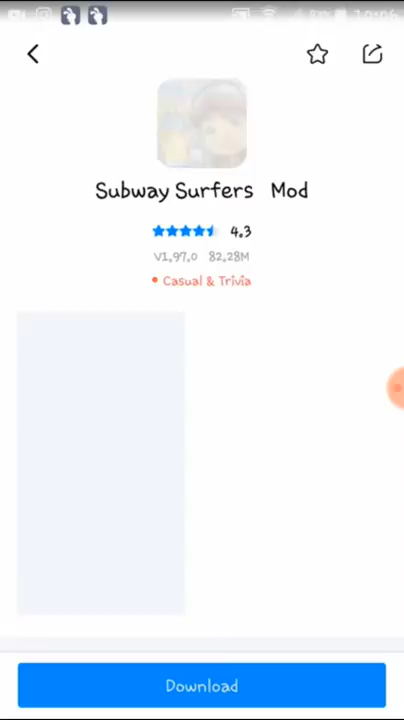 Subway Surfers Mod
4.3
V1.97.0 82.28M
Casual & Trivia
Download